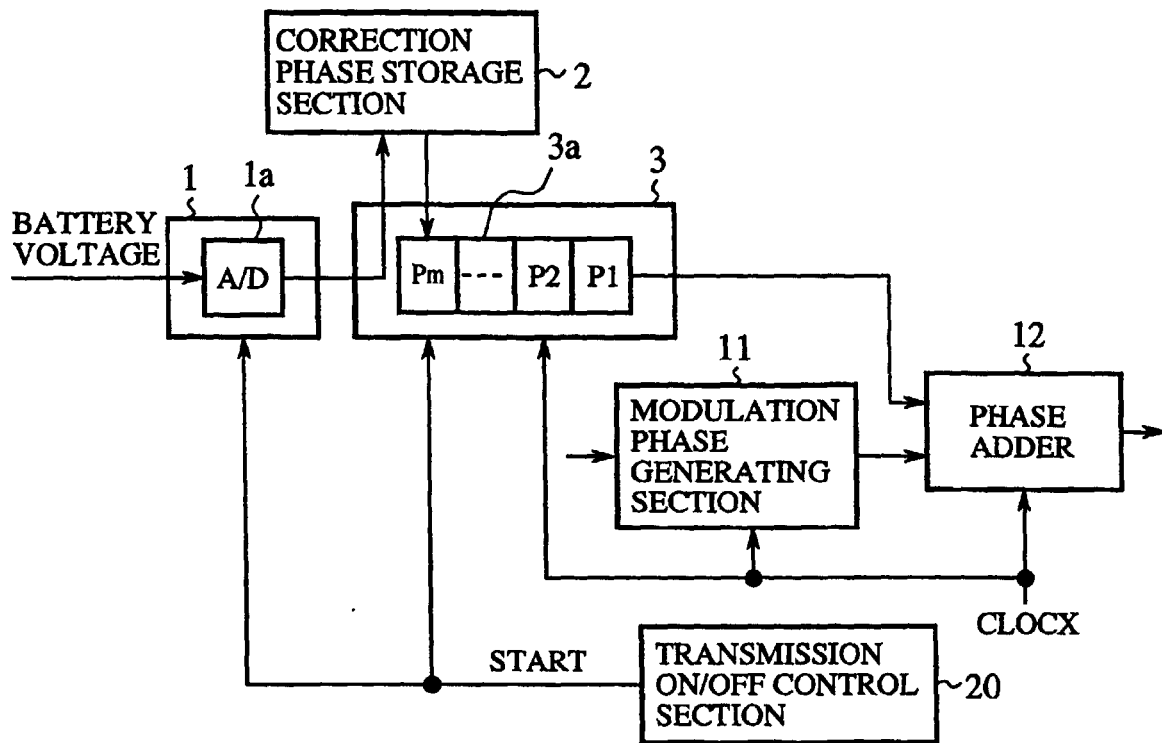 CORRECTION
PHASE STORAGE
SECTION
2
3a
3
1
1a
BATTERY
VOLTAGE
A/D
Pm
---
P2
P1
11
12
MODULATION
PHASE
GENERATING
SECTION
PHASE
ADDER
CLOCX
START
TRANSMISSION
ON/OFF CONTROL
SECTION
20